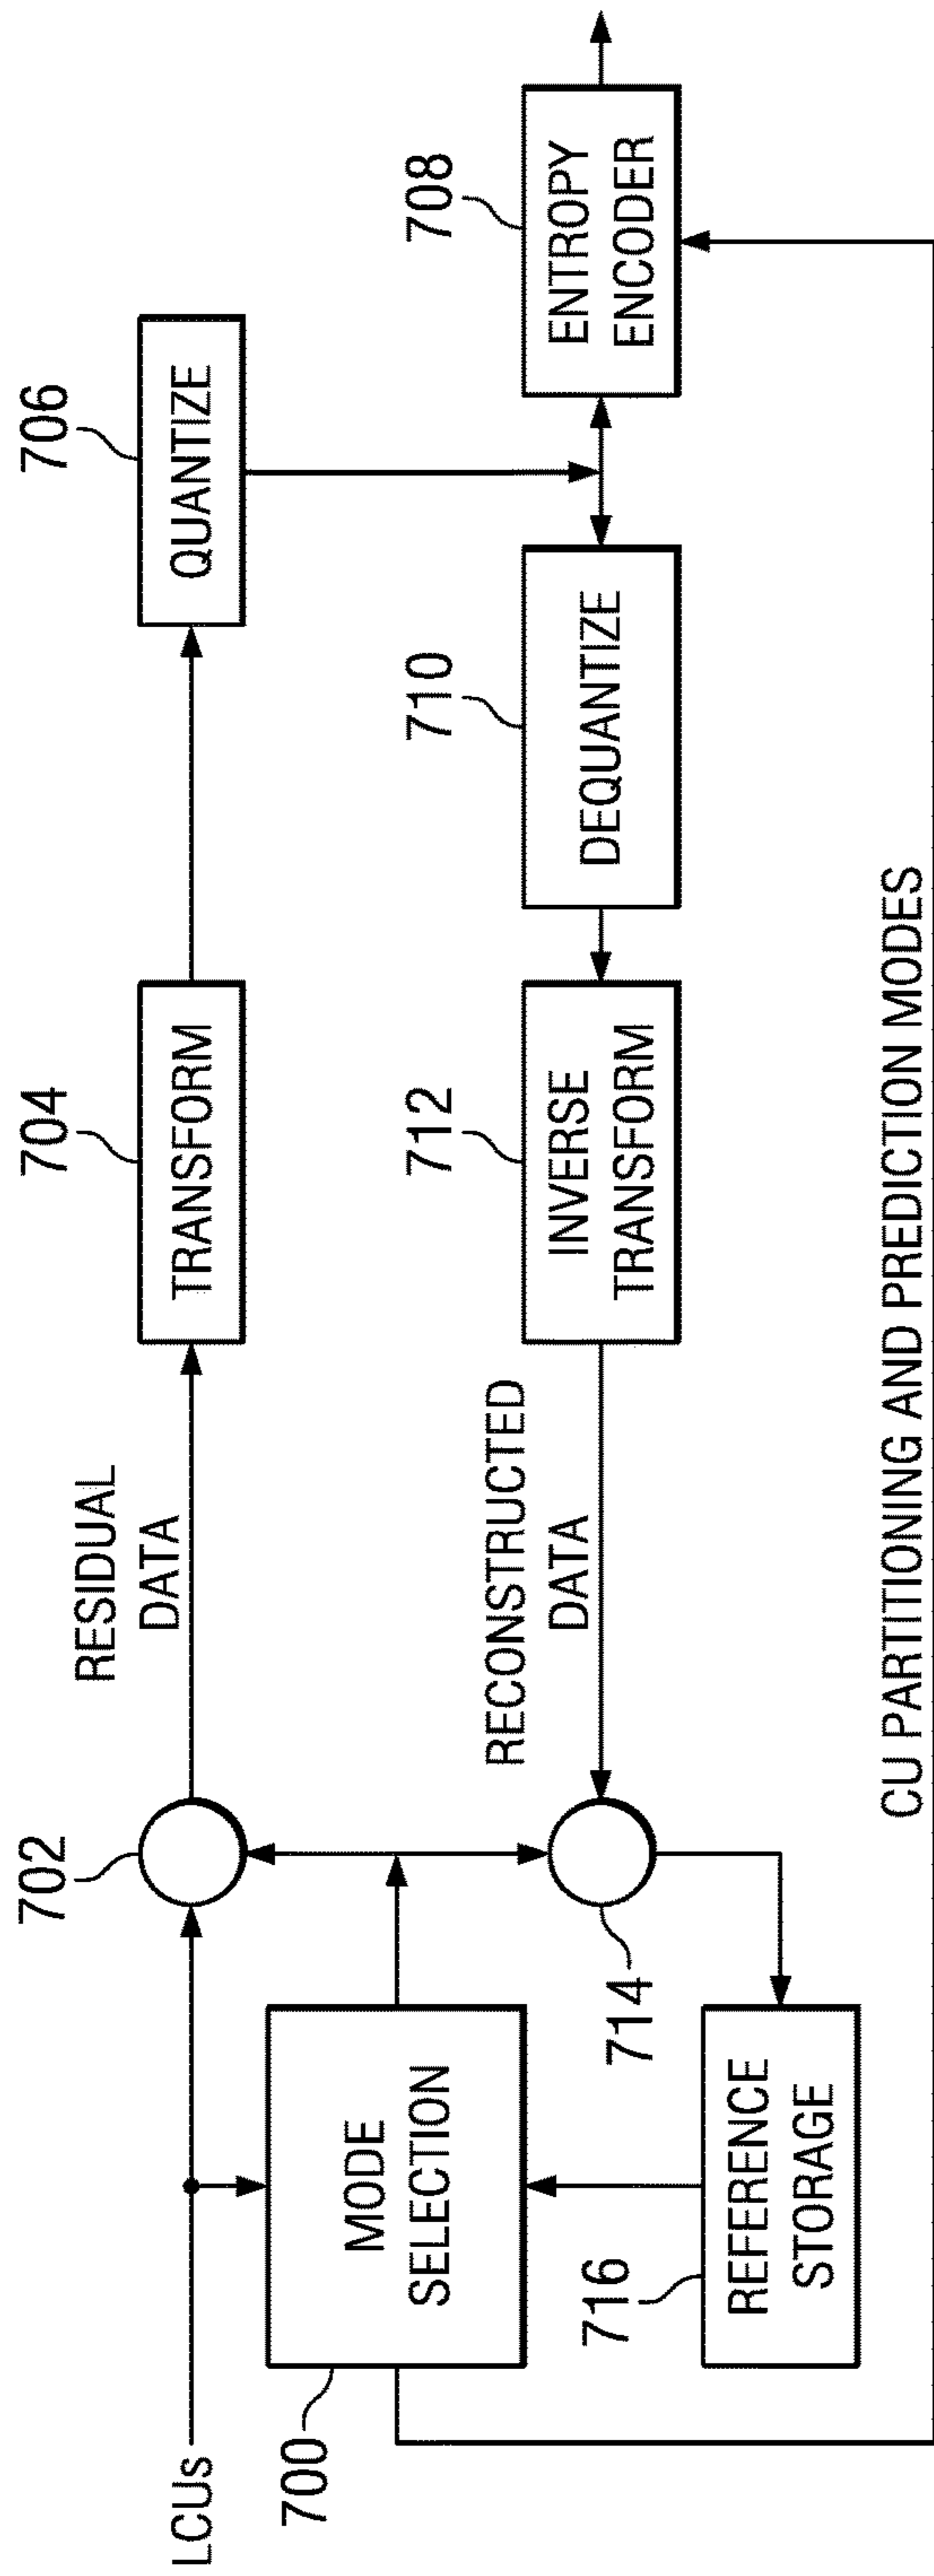 LCUs
700
MODE
SELECTION
702
RESIDUAL
DATA
704
TRANSFORM
706
QUANTIZE
708
ENTROPY
ENCODER
710
DEQUANTIZE
712
INVERSE
TRANSFORM
RECONSTRUCTED
DATA
714
716
REFERENCE
STORAGE
CU PARTITIONING AND PREDICTION MODES